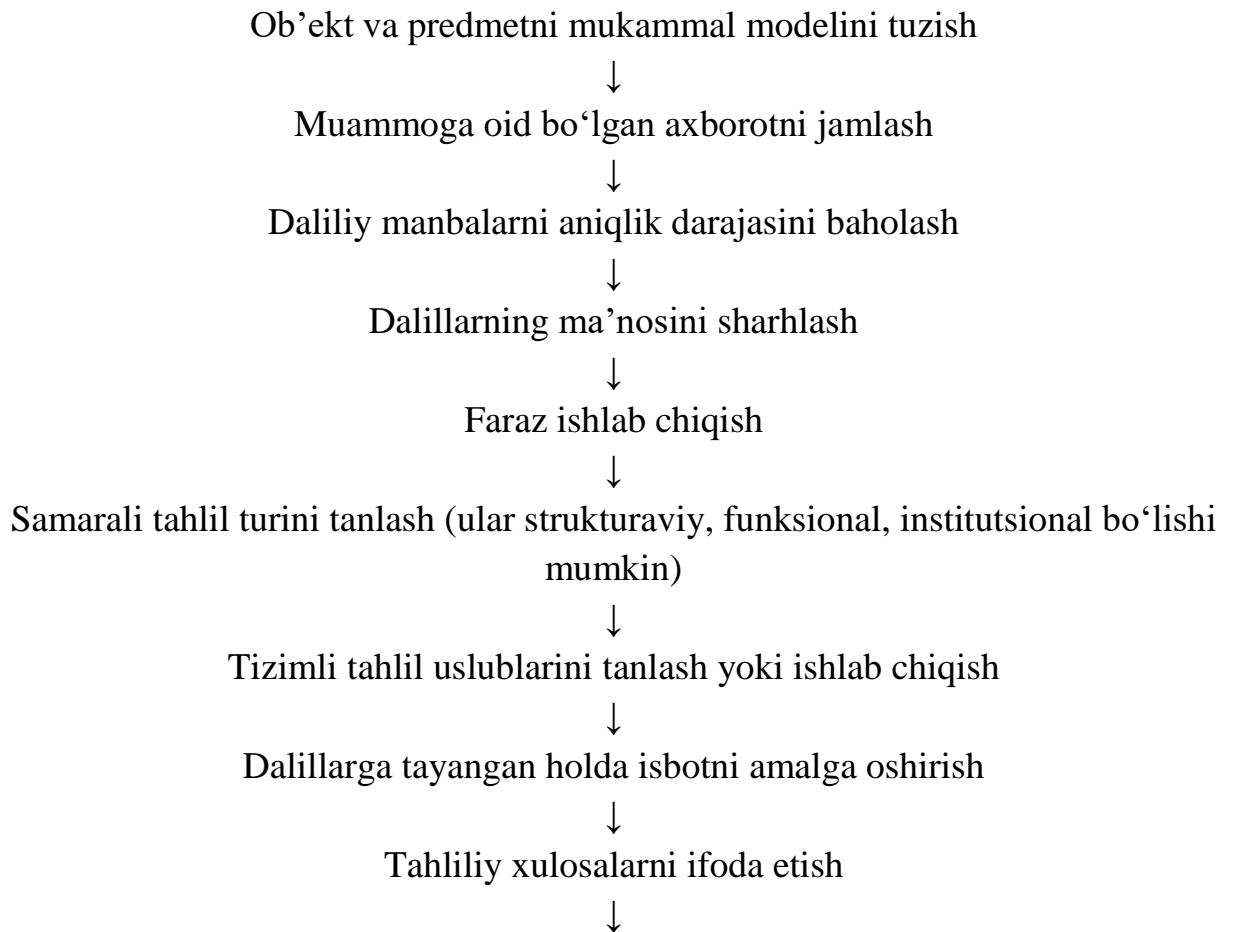 Ob’ekt va predmetni mukammal modelini tuzish
↓
Muammoga oid bo‘lgan axborotni jamlash
↓
Daliliy manbalarni aniqlik darajasini baholash
↓
Dalillarning ma’nosini sharhlash
↓
Faraz ishlab chiqish
↓
Samarali tahlil turini tanlash (ular strukturaviy, funksional, institutsional bo‘lishi
mumkin)
↓
Tizimli tahlil uslublarini tanlash yoki ishlab chiqish
↓
Dalillarga tayangan holda isbotni amalga oshirish
↓
Tahliliy xulosalarni ifoda etish
↓